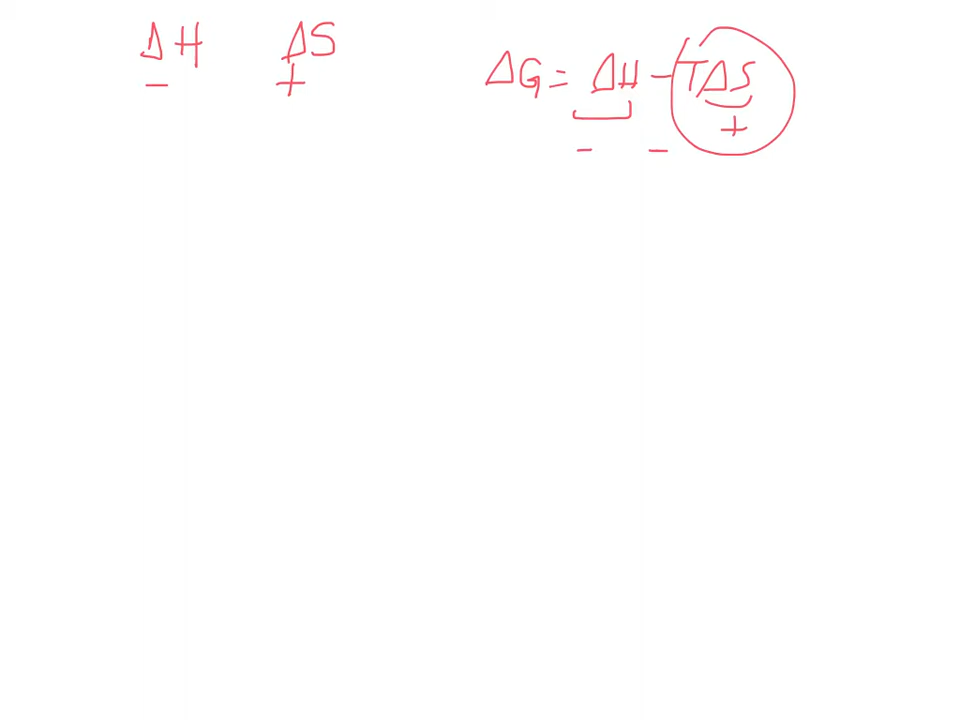 ΔH ΔS
- +
ΔG = ΔH - TΔS
- - +